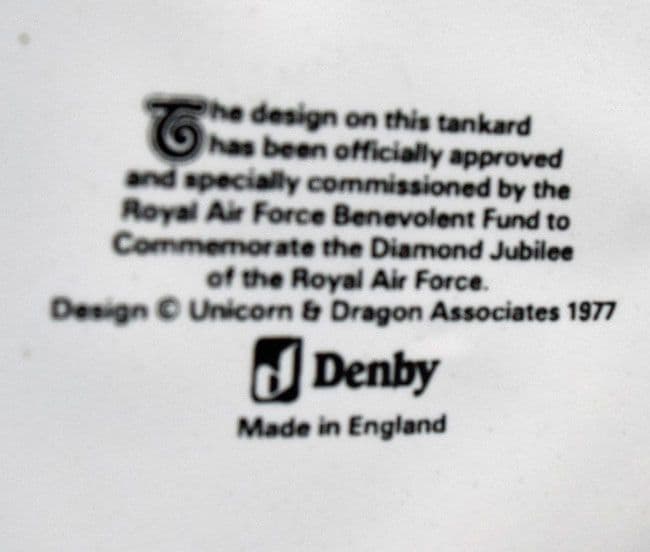 The design on this tankard
has been officially approved
and specially commissioned by the
Royal Air Force Benevolent Fund to
Commemorate the Diamond Jubilee
of the Royal Air Force.
Design © Unicorn & Dragon Associates 1977
Denby
Made in England